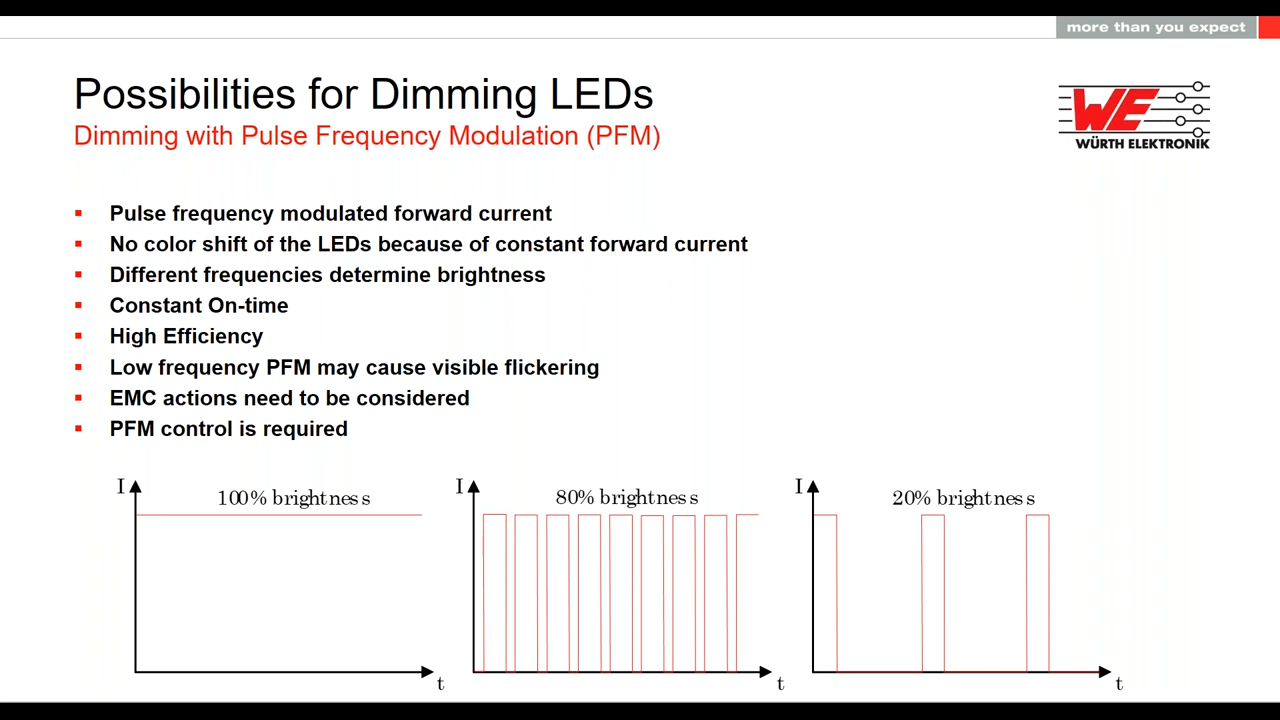 more than you expect
Possibilities for Dimming LEDs
Dimming with Pulse Frequency Modulation (PFM)
WE
WÜRTH ELEKTRONIK
Pulse frequency modulated forward current
No color shift of the LEDs because of constant forward current
Different frequencies determine brightness
Constant On-time
High Efficiency
Low frequency PFM may cause visible flickering
EMC actions need to be considered
PFM control is required
I 100% brightness
I 80% brightness
I 20% brightness
t
t
t